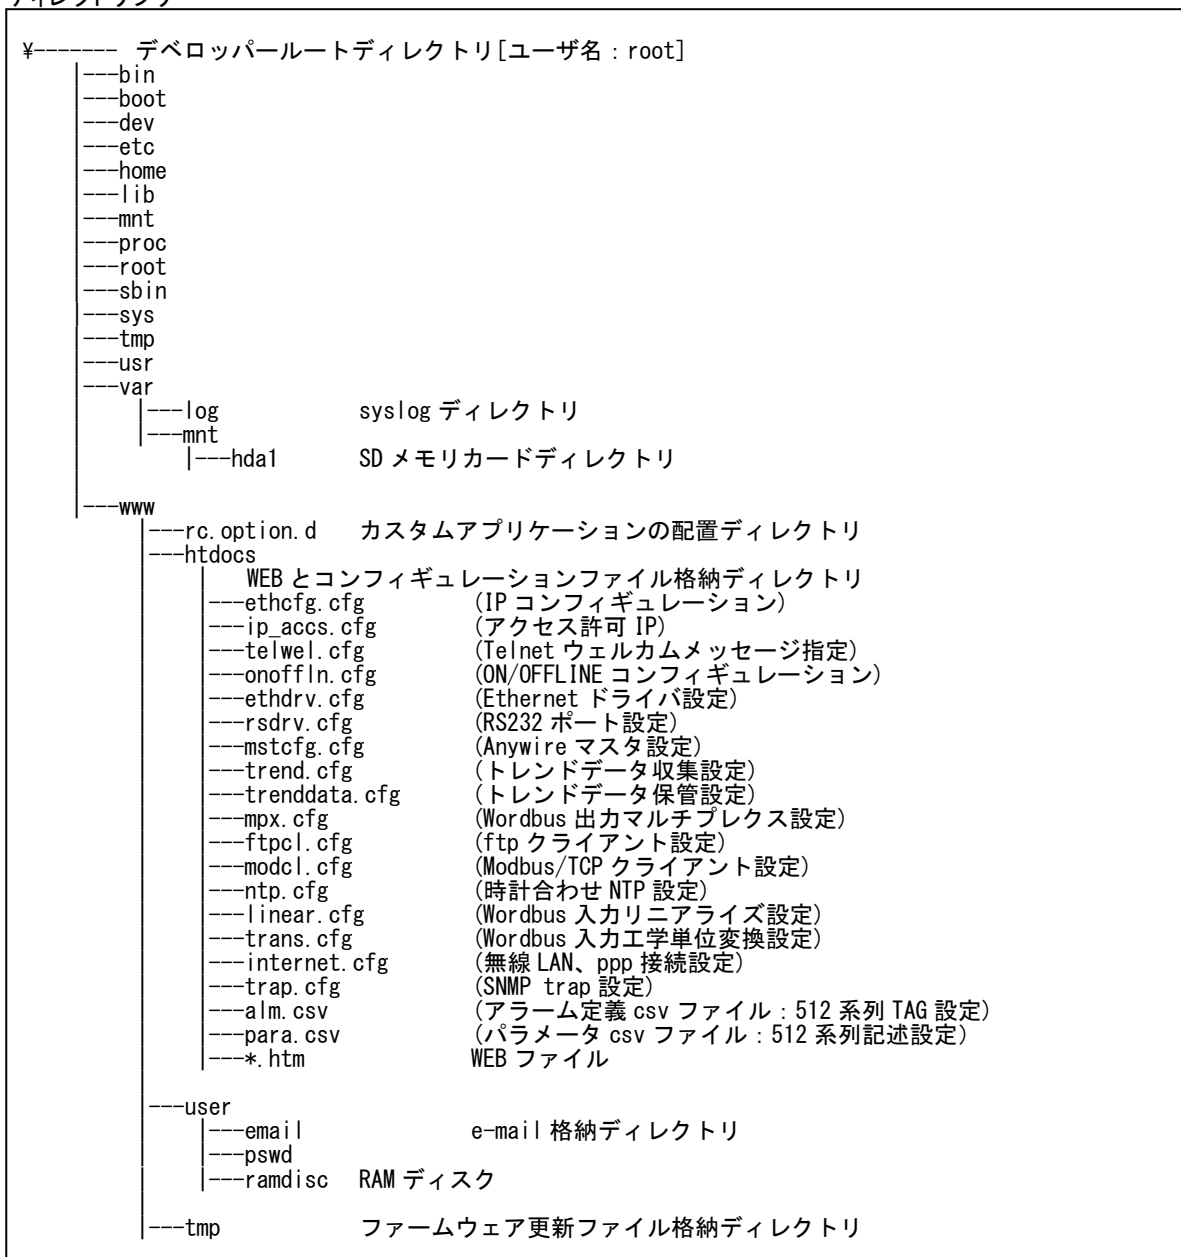 ディレクトリツリー
¥------- デベロッパールートディレクトリ[ユーザ名：root]
|---bin
|---boot
|---dev
|---etc
|---home
|---lib
|---mnt
|---proc
|---root
|---sbin
|---sys
|---tmp
|---usr
|---var
|---log syslog ディレクトリ
|---mnt
|---hda1 SD メモリカードディレクトリ
|---www
|---rc.option.d カスタムアプリケーションの配置ディレクトリ
|---htdocs
| WEB とコンフィギュレーションファイル格納ディレクトリ
|---ethcfg.cfg (IP コンフィギュレーション)
|---ip_accs.cfg (アクセス許可 IP)
|---telwel.cfg (Telnet ウェルカムメッセージ指定)
|---onoffln.cfg (ON/OFFLINE コンフィギュレーション)
|---ethdrv.cfg (Ethernet ドライバ設定)
|---rsdrv.cfg (RS232 ポート設定)
|---mstcfg.cfg (Anywire マスタ設定)
|---trend.cfg (トレンドデータ収集設定)
|---trenddata.cfg (トレンドデータ保管設定)
|---mpx.cfg (Wordbus 出力マルチプレクス設定)
|---ftpcl.cfg (ftp クライアント設定)
|---modcl.cfg (Modbus/TCP クライアント設定)
|---ntp.cfg (時計合わせ NTP 設定)
|---linear.cfg (Wordbus 入力リニアライズ設定)
|---trans.cfg (Wordbus 入力工学単位変換設定)
|---internet.cfg (無線 LAN、ppp 接続設定)
|---trap.cfg (SNMP trap 設定)
|---alm.csv (アラーム定義 csv ファイル：512 系列 TAG 設定)
|---para.csv (パラメータ csv ファイル：512 系列記述設定)
|---*.htm WEB ファイル
|---user
|---email e-mail 格納ディレクトリ
|---pswd
|---ramdisc RAM ディスク
|---tmp ファームウェア更新ファイル格納ディレクトリ